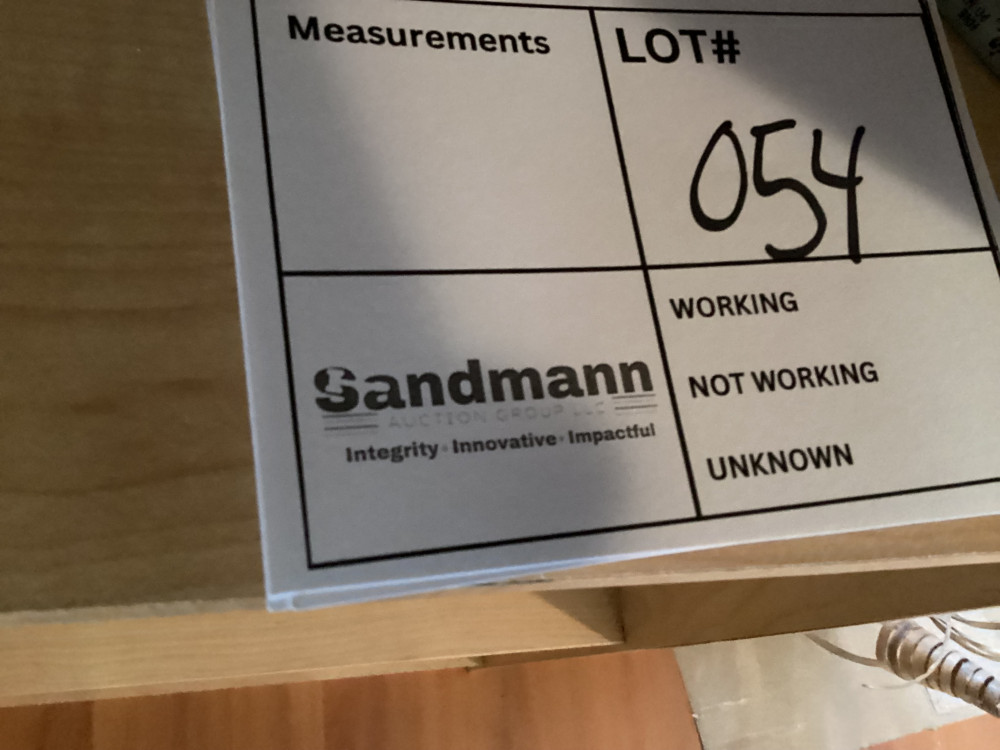 Measurements
LOT#
054
WORKING
NOT WORKING
UNKNOWN
Sandmann
AUCTION GROUP LLC
Integrity · Innovative · Impactful